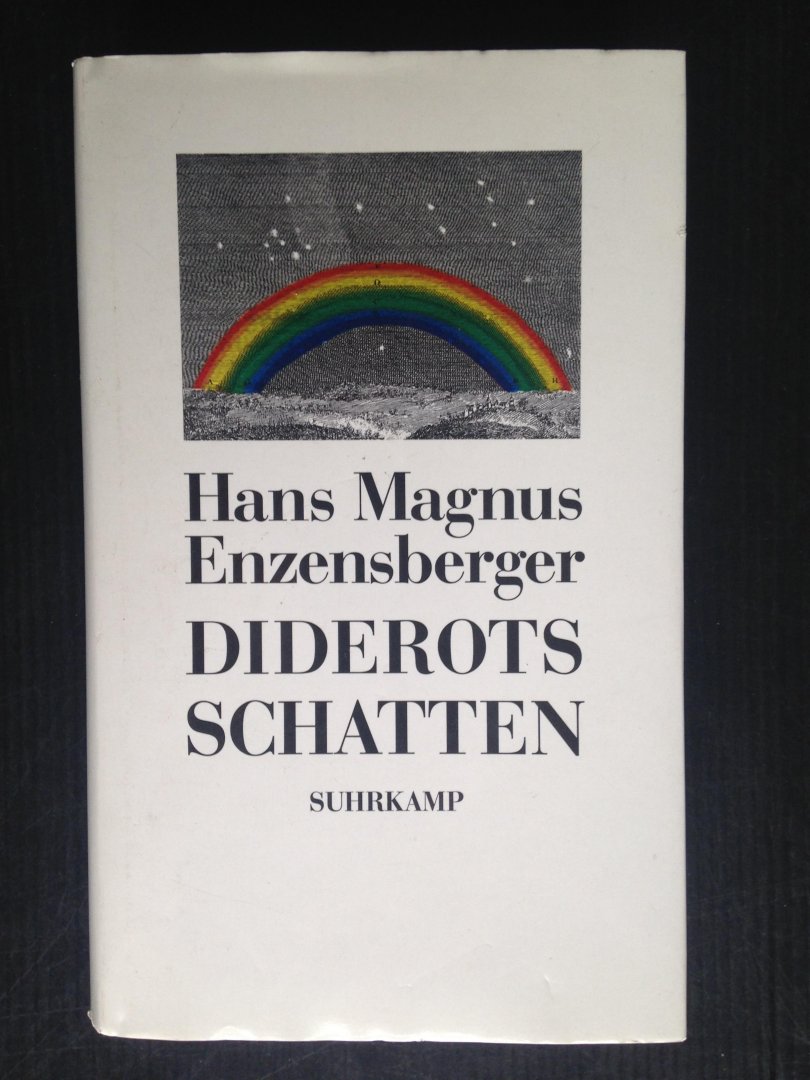 Hans Magnus
Enzensberger
DIDEROTS
SCHATTEN
SUHRKAMP